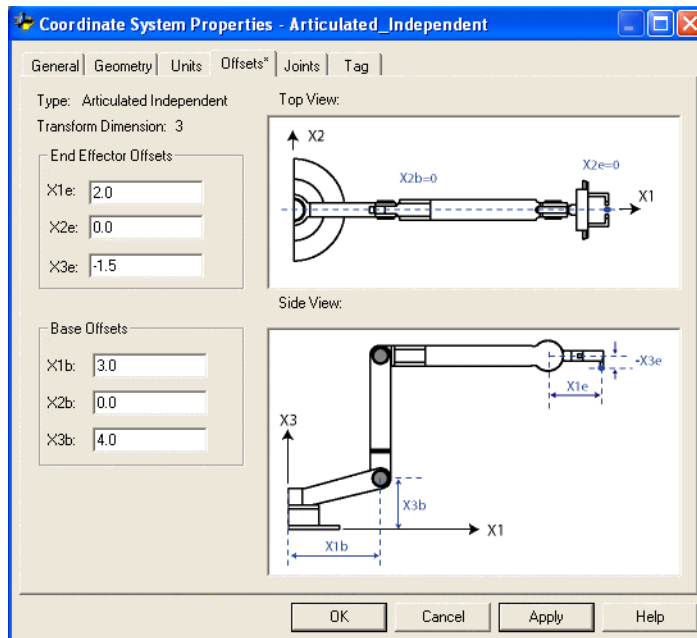 Coordinate System Properties - Articulated_Independent
General Geometry Units Offsets* Joints Tag
Type: Articulated Independent
Transform Dimension: 3
End Effector Offsets
X1e: 2.0
X2e: 0.0
X3e: -1.5
Base Offsets
X1b: 3.0
X2b: 0.0
X3b: 4.0
Top View:
X2
X2b=0
X2e=0
X1
Side View:
-X3e
X1e
X3
X3b
X1
X1b
OK Cancel Apply Help